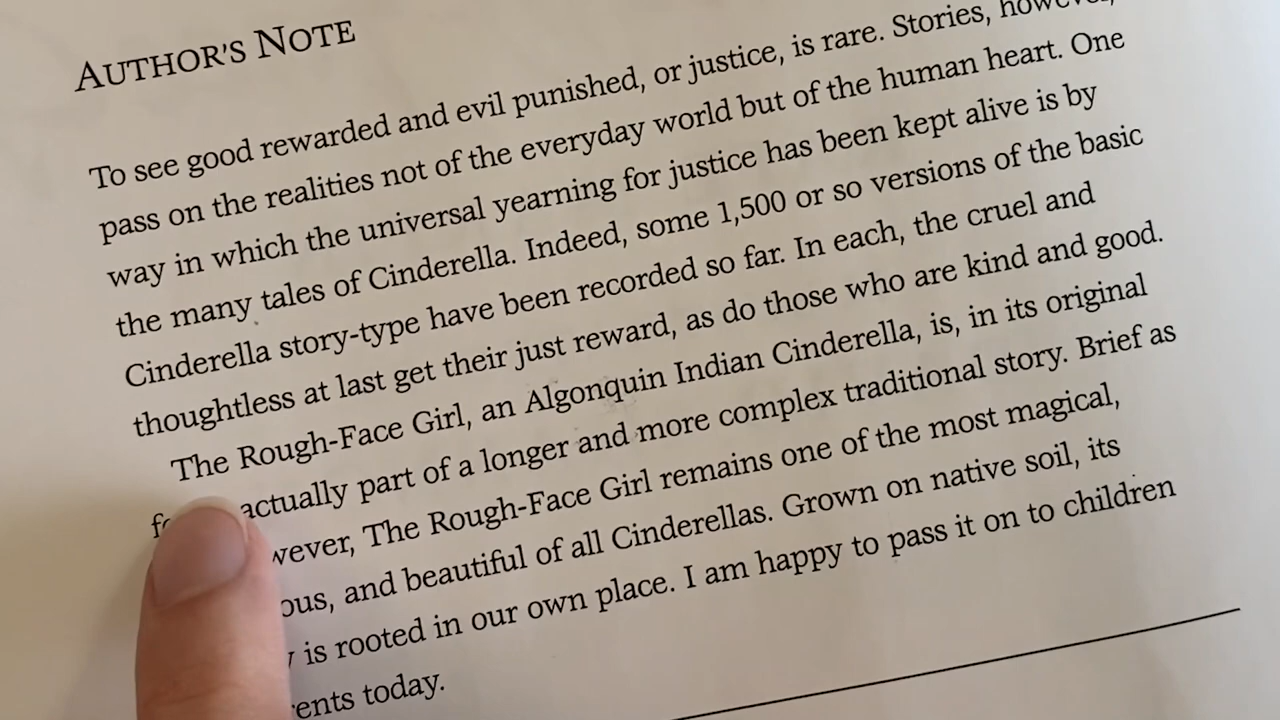 AUTHOR'S NOTE
To see good rewarded and evil punished, or justice, is rare. Stories, however,
pass on the realities not of the everyday world but of the human heart. One
way in which the universal yearning for justice has been kept alive is by
the many tales of Cinderella. Indeed, some 1,500 or so versions of the basic
Cinderella story-type have been recorded so far. In each, the cruel and
thoughtless at last get their just reward, as do those who are kind and good.
The Rough-Face Girl, an Algonquin Indian Cinderella, is, in its original
actually part of a longer and more complex traditional story. Brief as
wever, The Rough-Face Girl remains one of the most magical,
ous, and beautiful of all Cinderellas. Grown on native soil, its
is rooted in our own place. I am happy to pass it on to children
rents today.